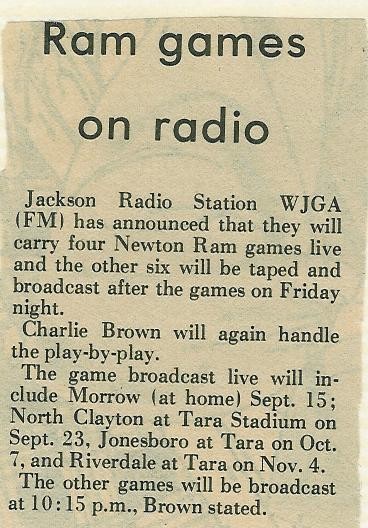 Ram games
on radio
Jackson Radio Station WJGA
(FM) has announced that they will
carry four Newton Ram games live
and the other six will be taped and
broadcast after the games on Friday
night.
Charlie Brown will again handle
the play-by-play.
The game broadcast live will in-
clude Morrow (at home) Sept. 15;
North Clayton at Tara Stadium on
Sept. 23, Jonesboro at Tara on Oct.
7, and Riverdale at Tara on Nov. 4.
The other games will be broadcast
at 10:15 p.m., Brown stated.